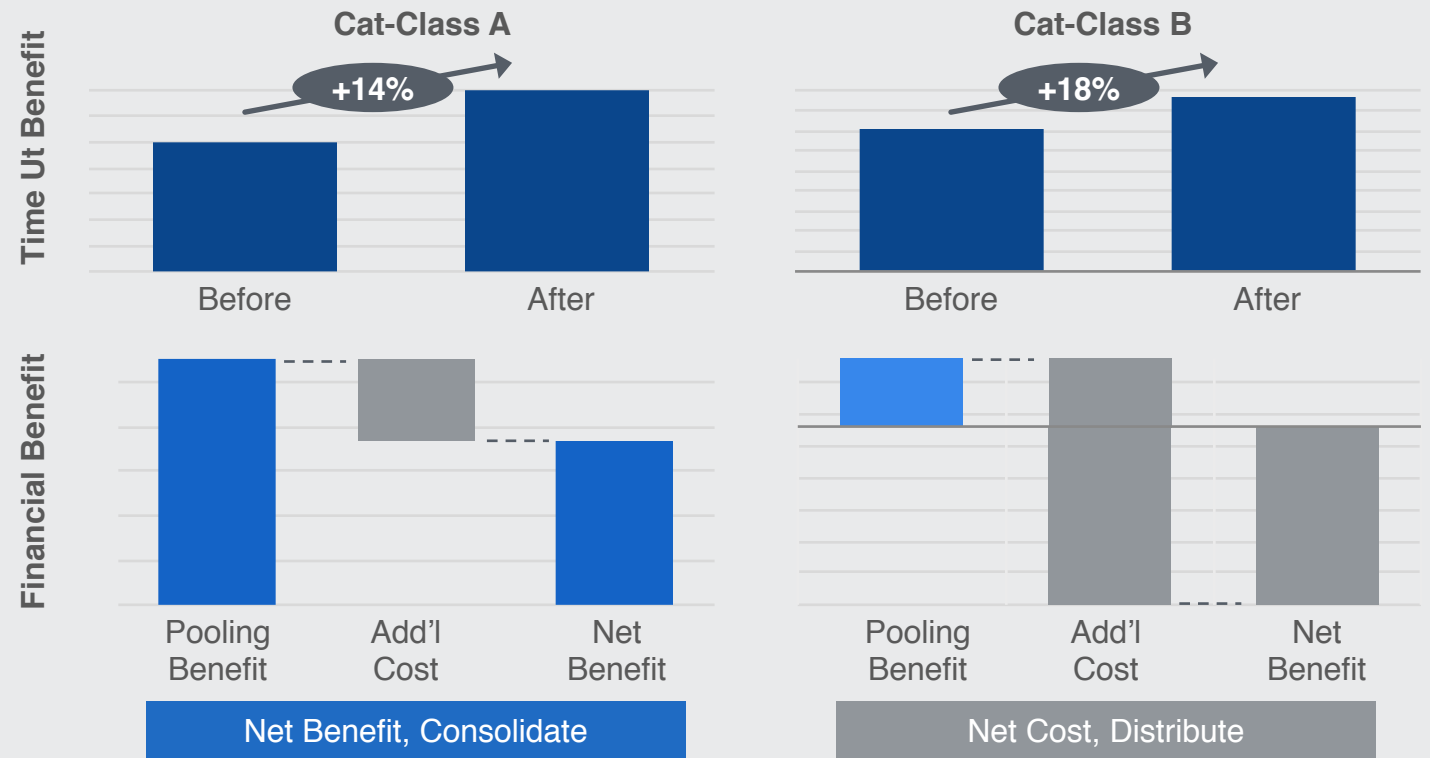 Cat-Class A
Cat-Class B
Time Ut Benefit
+14%
+18%
Before
After
Before
After
Financial Benefit
Pooling
Benefit
Add'l
Cost
Net
Benefit
Pooling
Benefit
Add'l
Cost
Net
Benefit
Net Benefit, Consolidate
Net Cost, Distribute